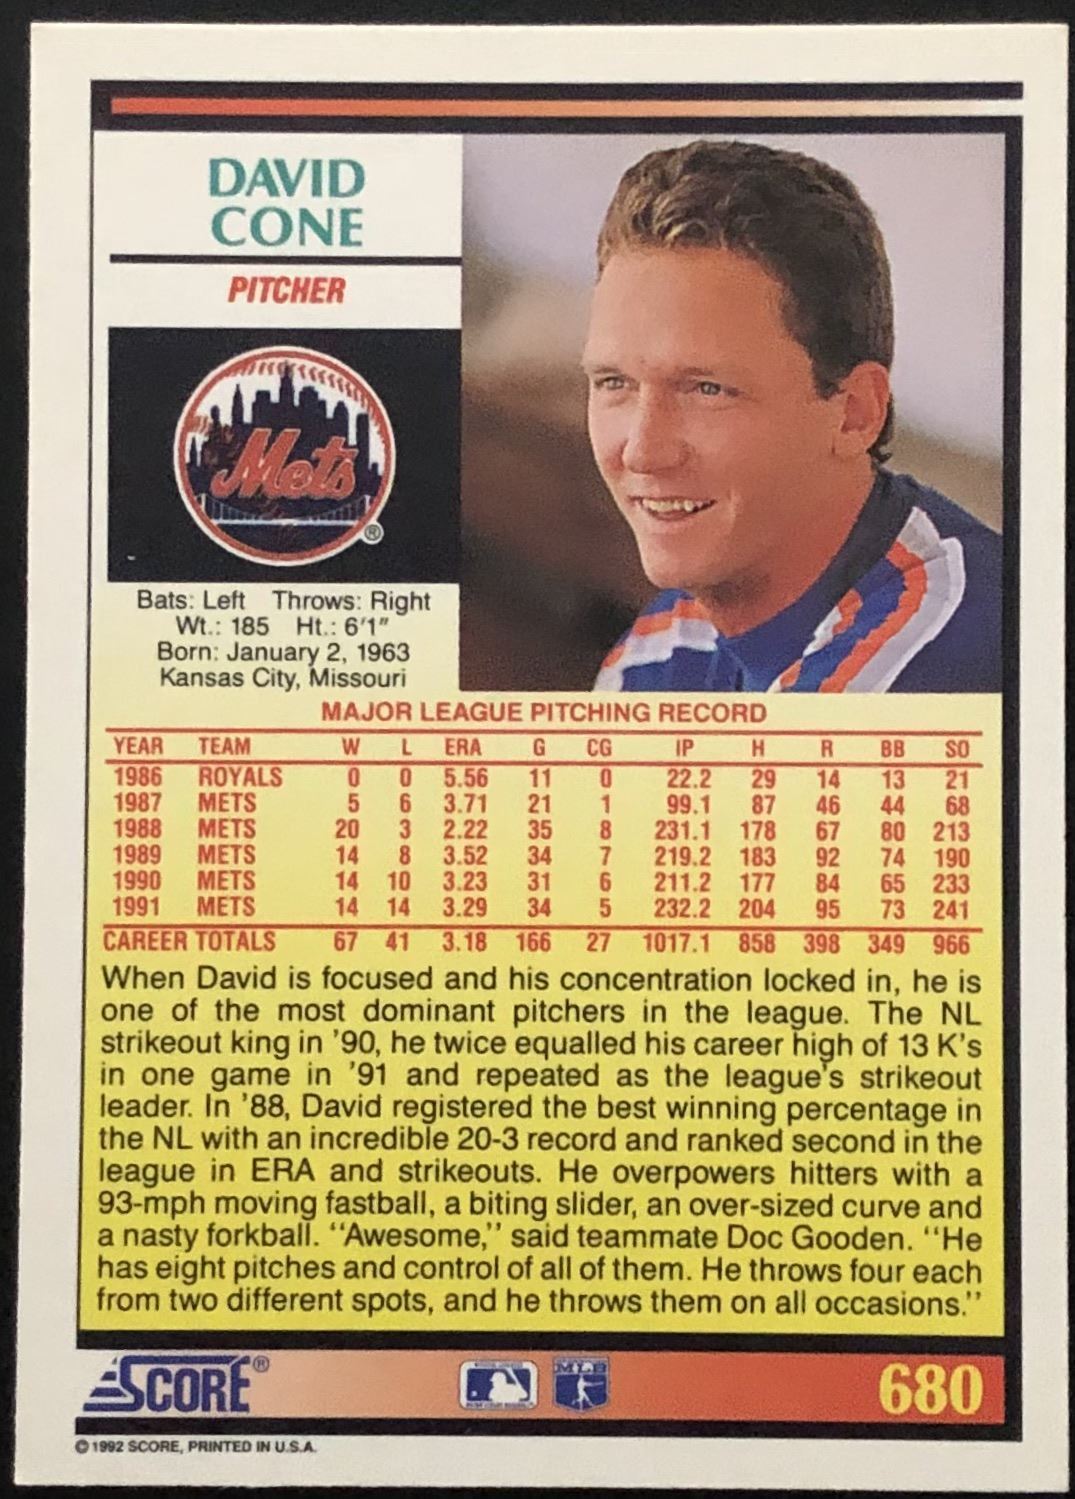 DAVID
CONE
PITCHER
Mets
®
Bats: Left Throws: Right
Wt.: 185 Ht.: 6'1"
Born: January 2, 1963
Kansas City, Missouri
MAJOR LEAGUE PITCHING RECORD
YEAR TEAM W L ERA G CG IP H R BB SO
1986 ROYALS 0 0 5.56 11 0 22.2 29 14 13 21
1987 METS 5 6 3.71 21 1 99.1 87 46 44 68
1988 METS 20 3 2.22 35 8 231.1 178 67 80 213
1989 METS 14 8 3.52 34 7 219.2 183 92 74 190
1990 METS 14 10 3.23 31 6 211.2 177 84 65 233
1991 METS 14 14 3.29 34 5 232.2 204 95 73 241
CAREER TOTALS 67 41 3.18 166 27 1017.1 858 398 349 966
When David is focused and his concentration locked in, he is
one of the most dominant pitchers in the league. The NL
strikeout king in '90, he twice equalled his career high of 13 K's
in one game in '91 and repeated as the league's strikeout
leader. In '88, David registered the best winning percentage in
the NL with an incredible 20-3 record and ranked second in the
league in ERA and strikeouts. He overpowers hitters with a
93-mph moving fastball, a biting slider, an over-sized curve and
a nasty forkball. "Awesome," said teammate Doc Gooden. "He
has eight pitches and control of all of them. He throws four each
from two different spots, and he throws them on all occasions."
SCORE® MLB 680
© 1992 SCORE, PRINTED IN U.S.A.